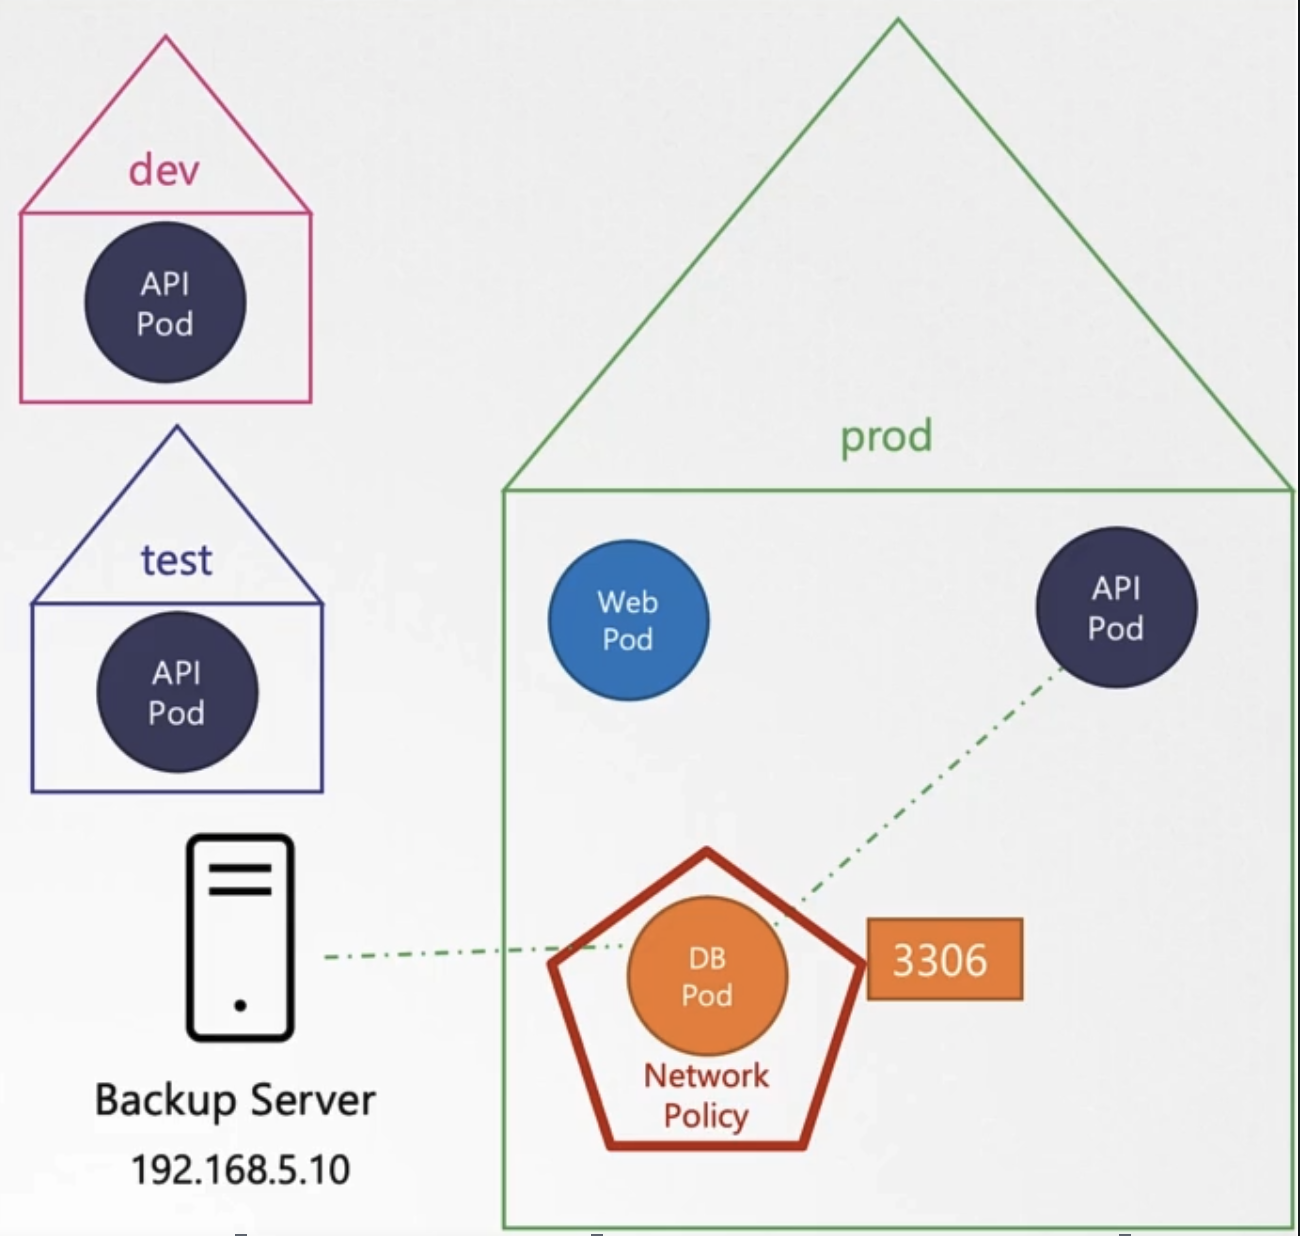 dev
API
Pod
test
API
Pod
Backup Server
192.168.5.10
prod
Web
Pod
API
Pod
DB
Pod
Network
Policy
3306